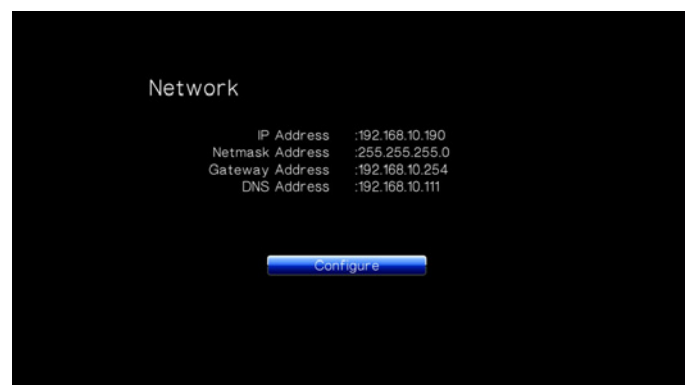 Network
IP Address :192.168.10.190
Netmask Address :255.255.255.0
Gateway Address :192.168.10.254
DNS Address :192.168.10.111
Configure